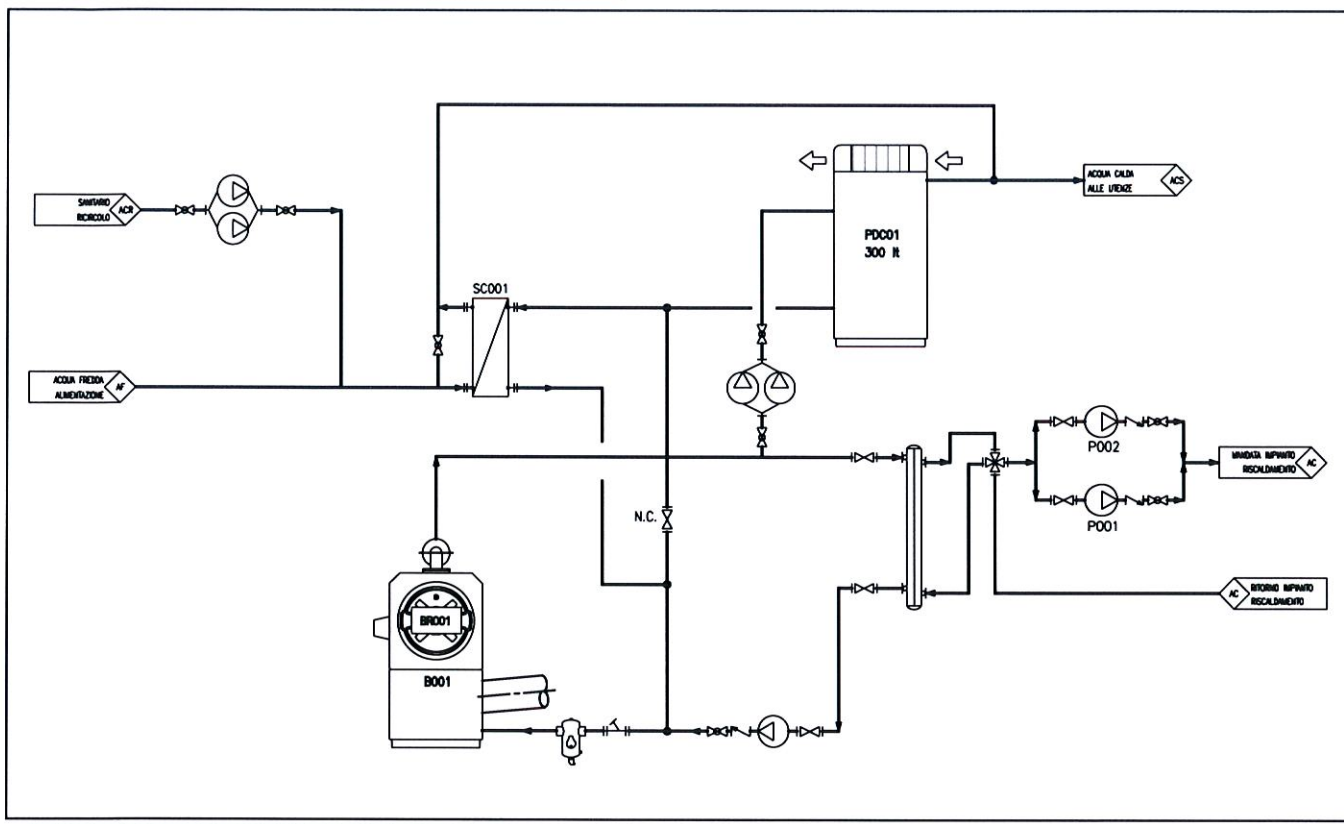 ACQUA CALDA
ALLE UTENZE
ACS
SANITARIO
RICIRCOLO
ACR
PDC01
300 lt
SC001
ACQUA FREDDA
ALIMENTAZIONE
AF
P002
MANDATA IMPIANTO
RISCALDAMENTO
AC
N.C.
P001
AC
RITORNO IMPIANTO
RISCALDAMENTO
BR001
B001